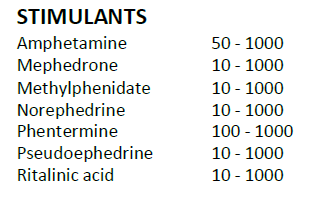 STIMULANTS
Amphetamine 50 - 1000
Mephedrone 10 - 1000
Methylphenidate 10 - 1000
Norephedrine 10 - 1000
Phentermine 100 - 1000
Pseudoephedrine 10 - 1000
Ritalinic acid 10 - 1000